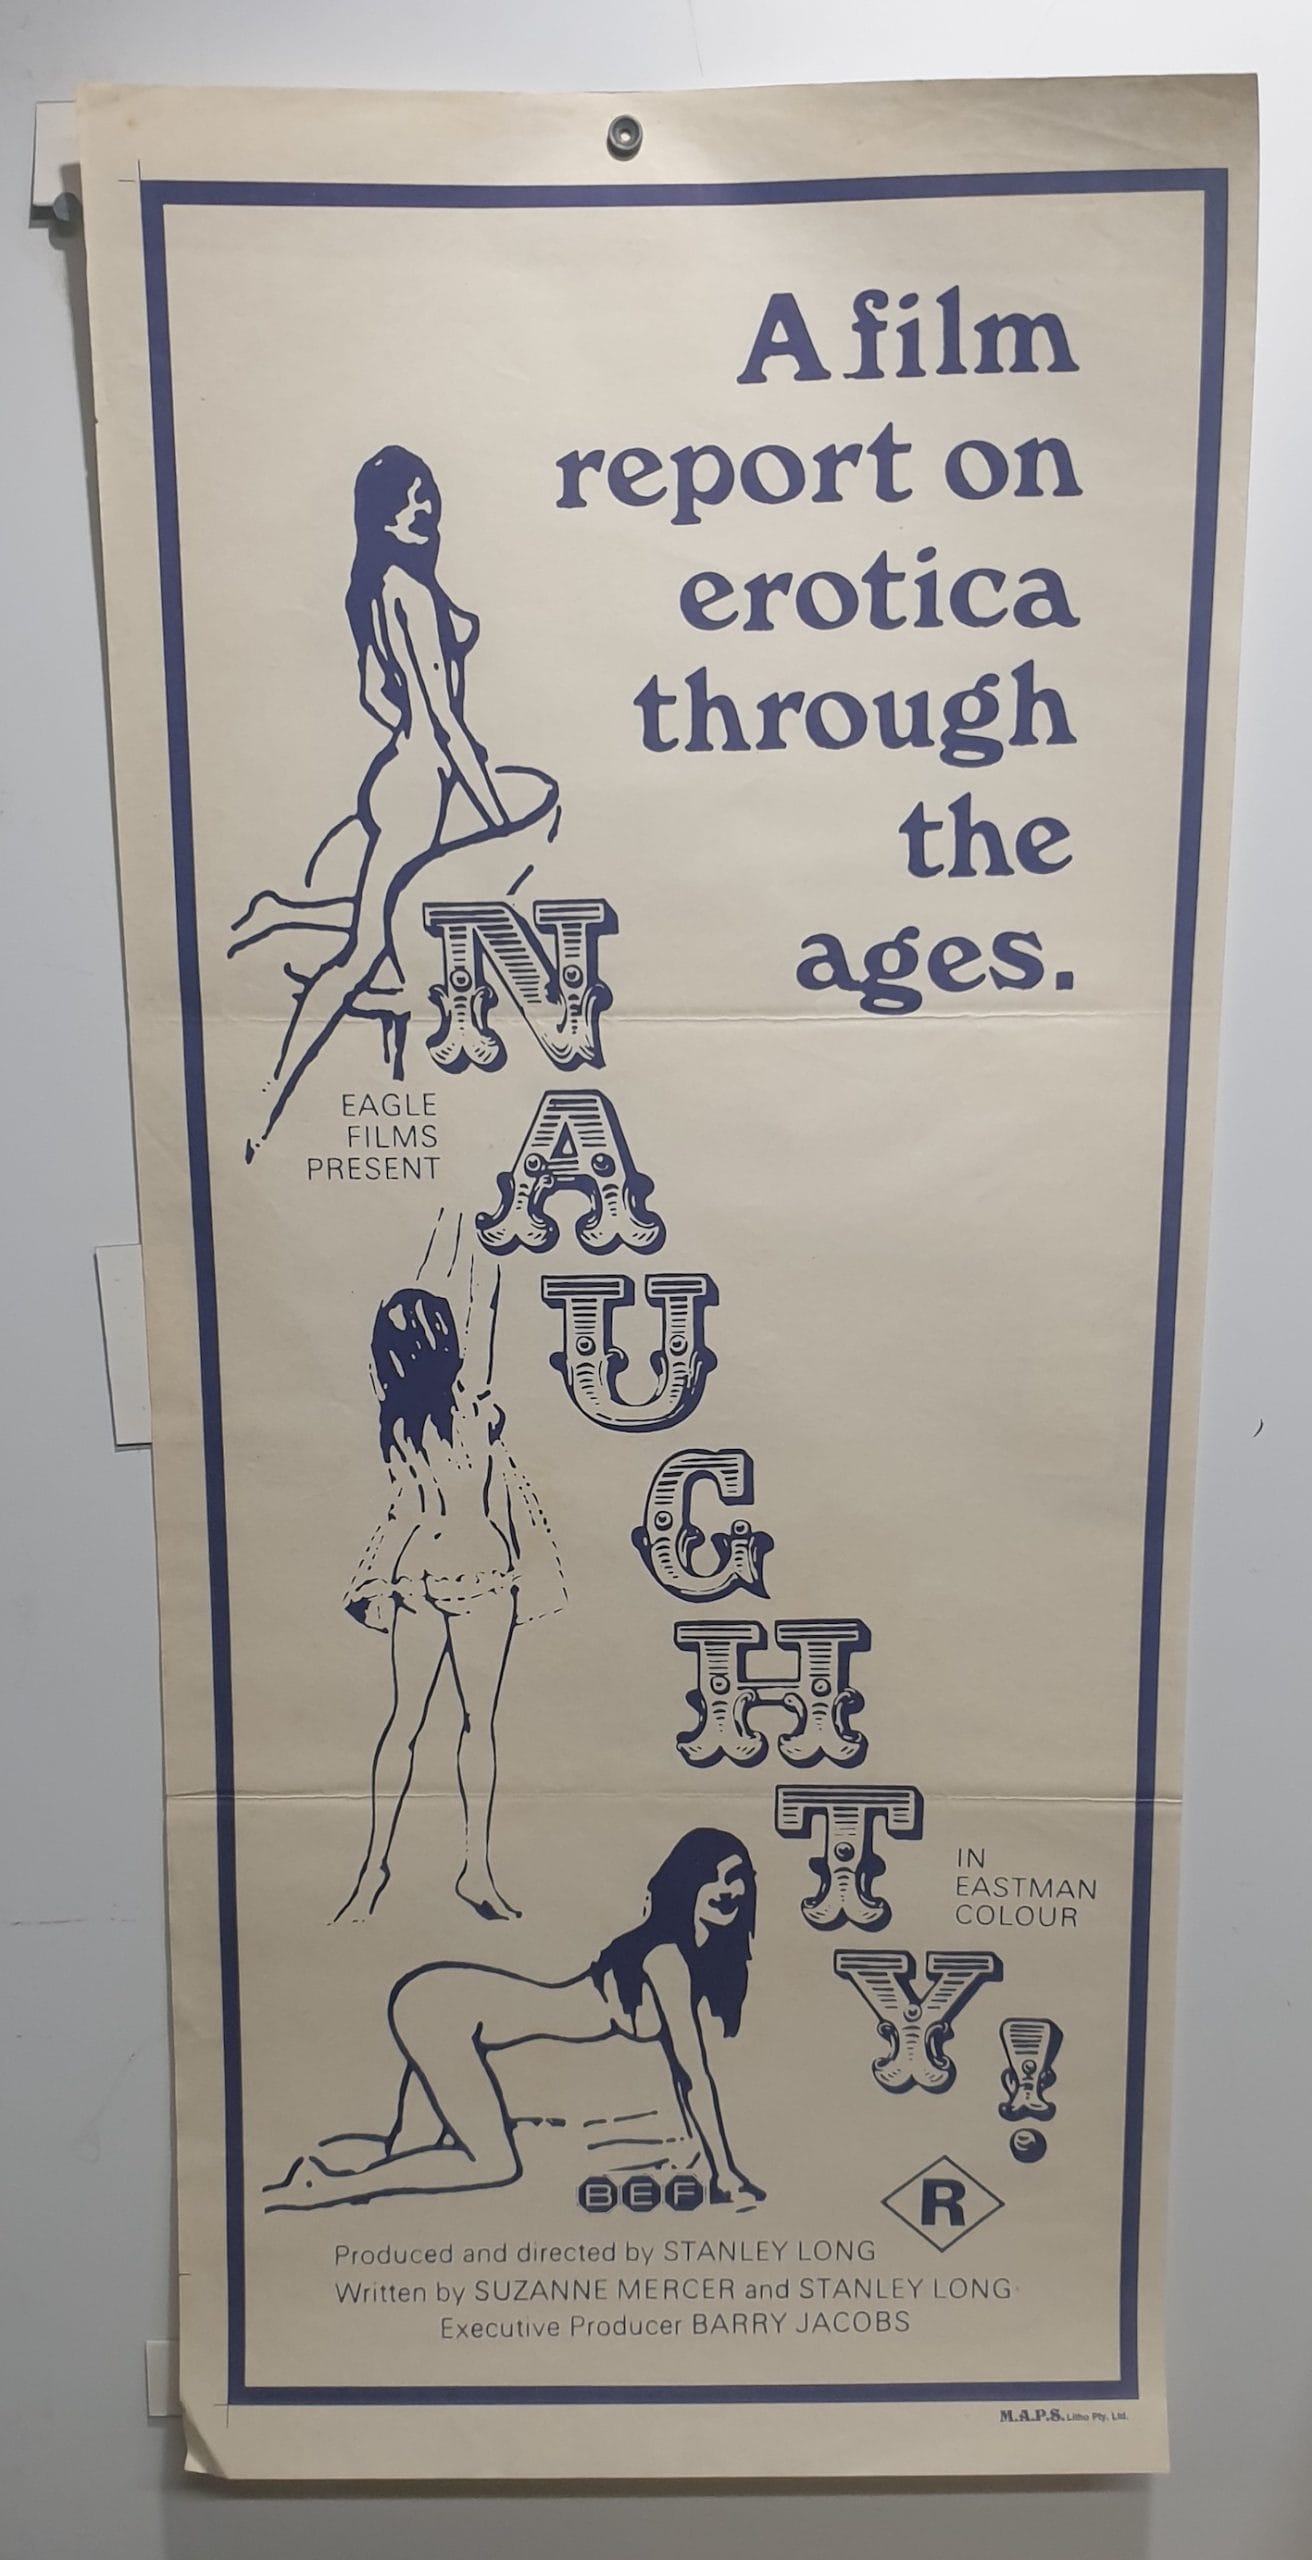 A film
report on
erotica
through
the
ages.
EAGLE
FILMS
PRESENT
NAUGHTY!
IN
EASTMAN
COLOUR
BEF
R
Produced and directed by STANLEY LONG
Written by SUZANNE MERCER and STANLEY LONG
Executive Producer BARRY JACOBS
M.A.P.S. Litho Pty. Ltd.